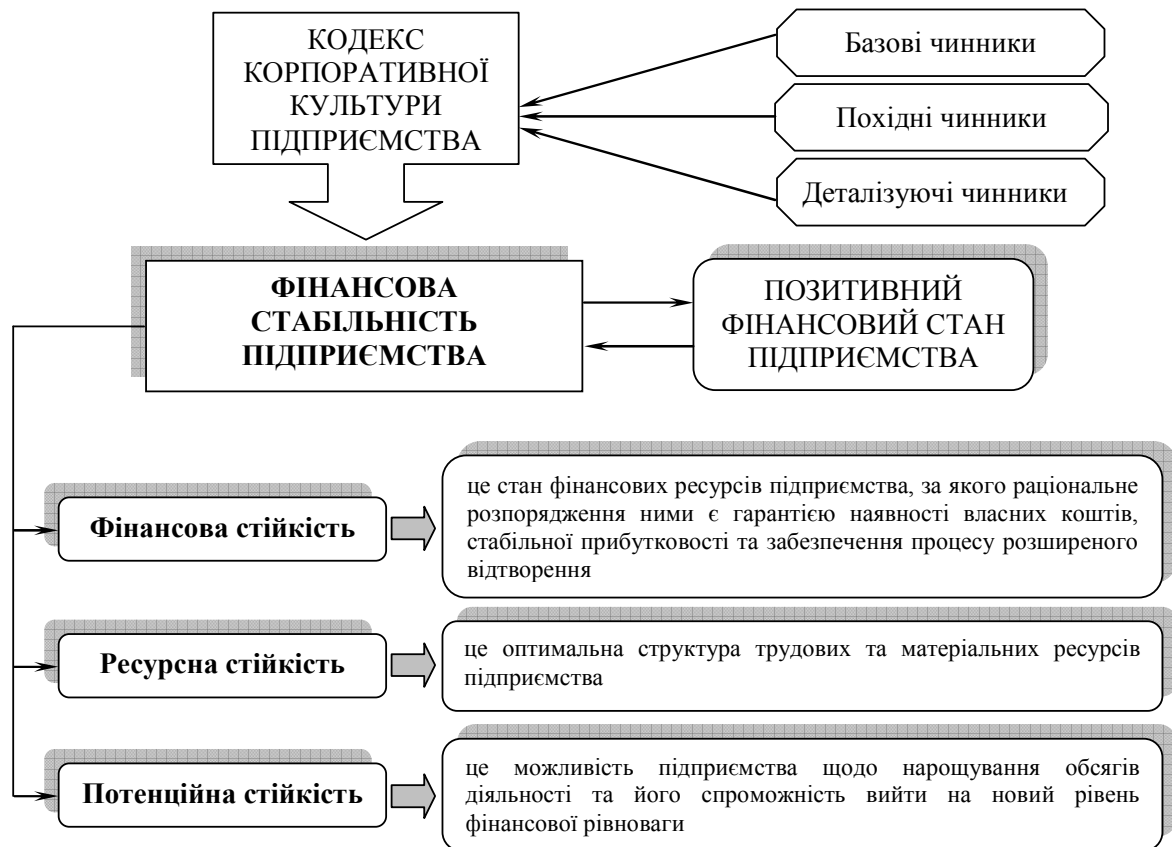 КОДЕКС
КОРПОРАТИВНОЇ
КУЛЬТУРИ
ПІДПРИЄМСТВА
Базові чинники
Похідні чинники
Деталізуючі чинники
ФІНАНСОВА
СТАБІЛЬНІСТЬ
ПІДПРИЄМСТВА
ПОЗИТИВНИЙ
ФІНАНСОВИЙ СТАН
ПІДПРИЄМСТВА
Фінансова стійкість
це стан фінансових ресурсів підприємства, за якого раціональне
розпорядження ними є гарантією наявності власних коштів,
стабільної прибутковості та забезпечення процесу розширеного
відтворення
Ресурсна стійкість
це оптимальна структура трудових та матеріальних ресурсів
підприємства
Потенційна стійкість
це можливість підприємства щодо нарощування обсягів
діяльності та його спроможність вийти на новий рівень
фінансової рівноваги